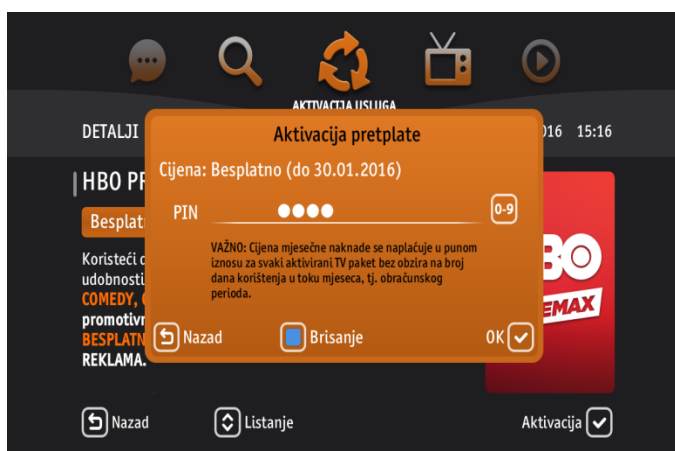 AKTIVACIJA USLUGA
DETALJI
016 15:16
Aktivacija pretplate
Cijena: Besplatno (do 30.01.2016)
PIN
0-9
VAŽNO: Cijena mjesečne naknade se naplaćuje u punom
iznosu za svaki aktivirani TV paket bez obzira na broj
dana korištenja u toku mjeseca, tj. obračunskog
perioda.
Nazad
Brisanje
OK
HBO PR
Besplat
Koristeći
udobnosti
COMEDY,
promotivn
BESPLATN
REKLAMA.
BO
EMAX
Nazad
Listanje
Aktivacija